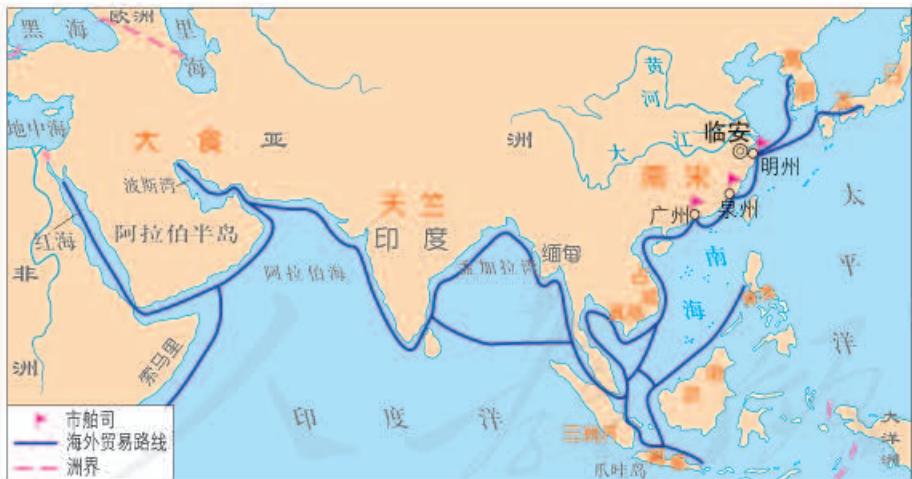 黑海
欧洲
里海
地中海
大食
亚洲
黄河
大江
临安
明州
日本
高丽
南宋
泉州
广州
波斯湾
天竺
印度
缅甸
红海
阿拉伯半岛
阿拉伯海
孟加拉湾
占城
真腊
南海
太平洋
非洲
索马里
印度洋
三佛齐
爪哇岛
大洋洲
市舶司
海外贸易路线
洲界